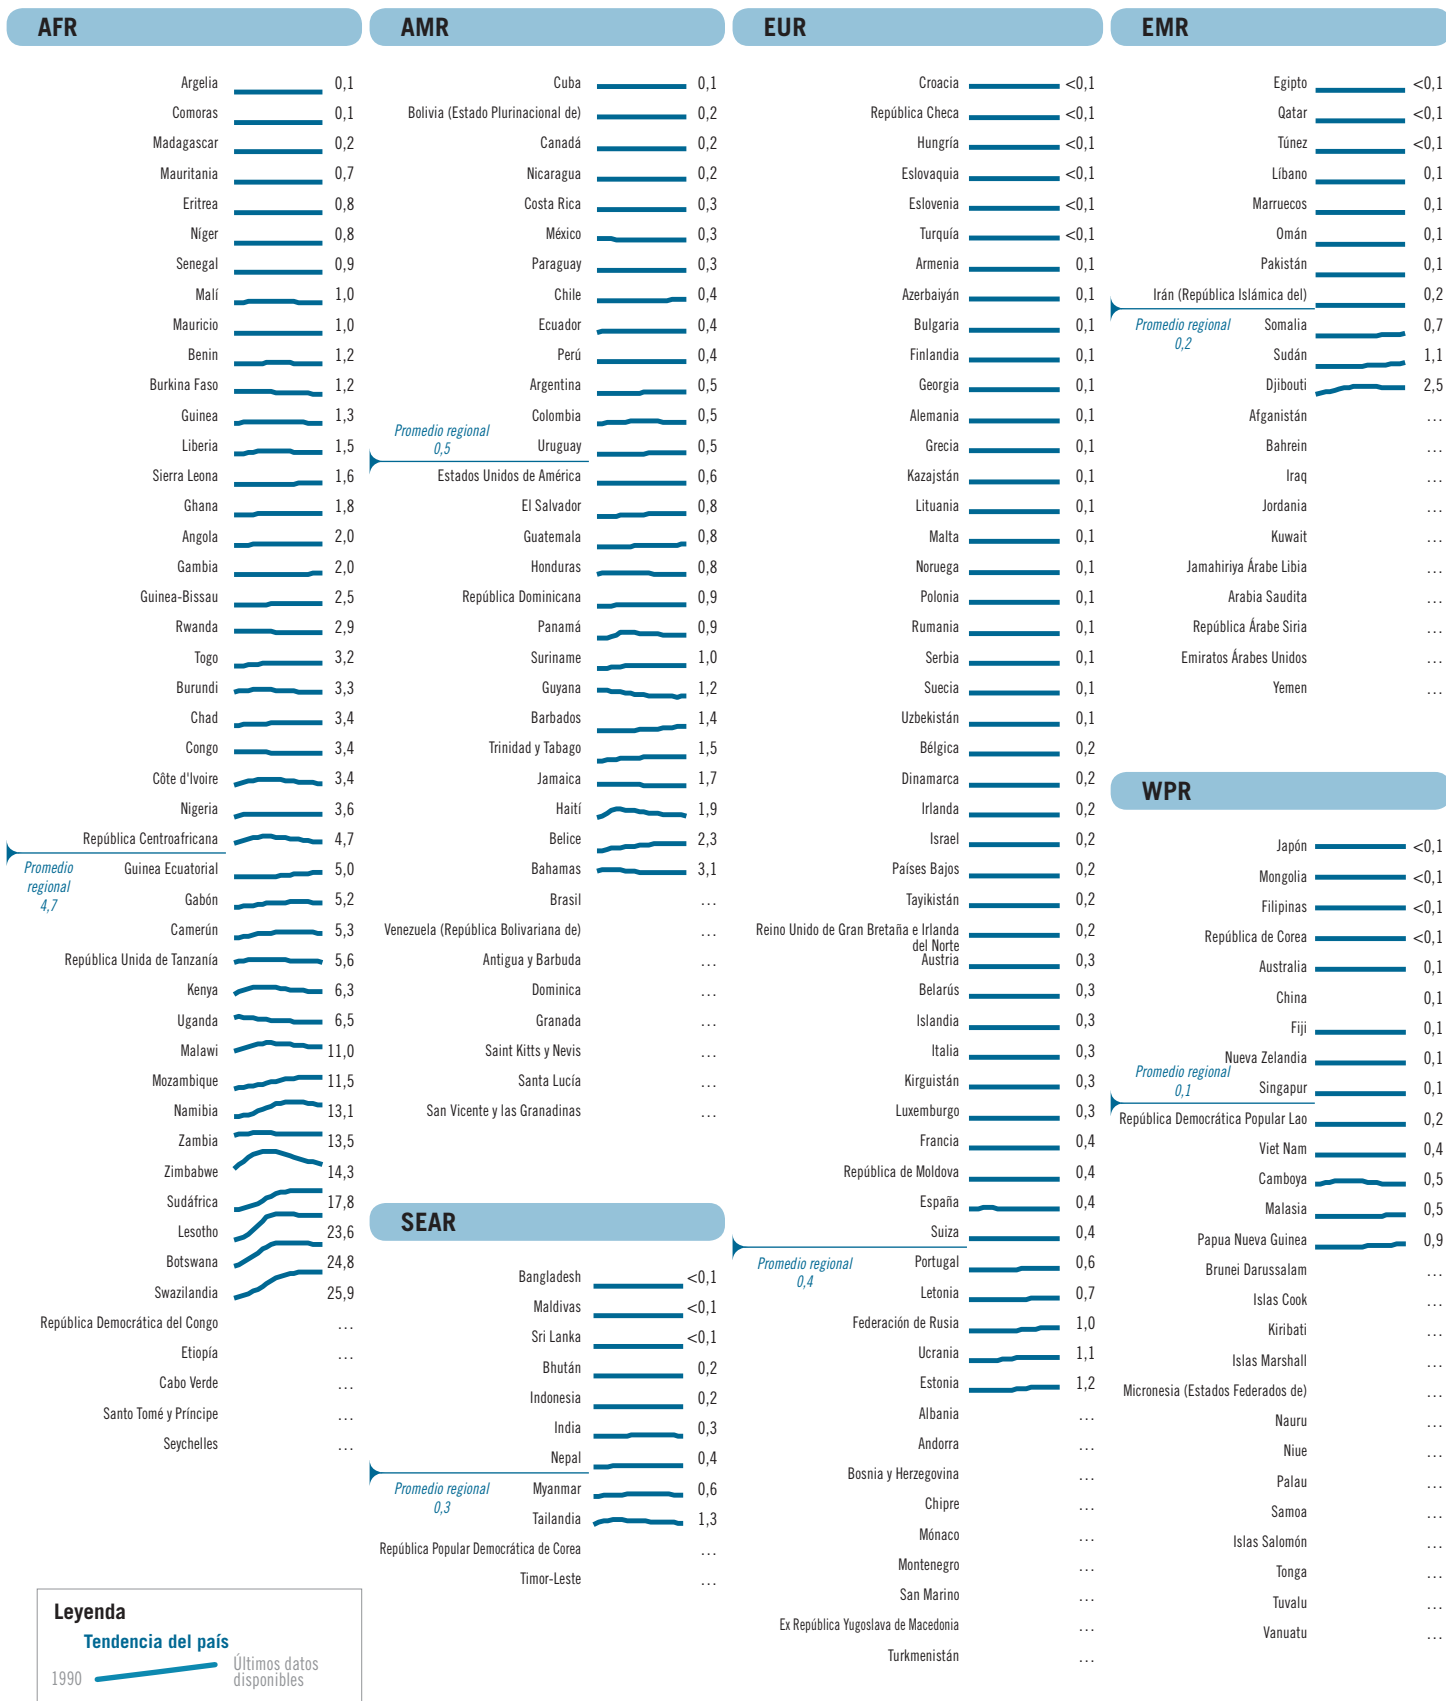 AFR
Argelia 0,1
Comoras 0,1
Madagascar 0,2
Mauritania 0,7
Eritrea 0,8
Níger 0,8
Senegal 0,9
Malí 1,0
Mauricio 1,0
Benin 1,2
Burkina Faso 1,2
Guinea 1,3
Liberia 1,5
Sierra Leona 1,6
Ghana 1,8
Angola 2,0
Gambia 2,0
Guinea-Bissau 2,5
Rwanda 2,9
Togo 3,2
Burundi 3,3
Chad 3,4
Congo 3,4
Côte d'Ivoire 3,4
Nigeria 3,6
República Centroafricana 4,7
Promedio
regional
4,7
Guinea Ecuatorial 5,0
Gabón 5,2
Camerún 5,3
República Unida de Tanzanía 5,6
Kenya 6,3
Uganda 6,5
Malawi 11,0
Mozambique 11,5
Namibia 13,1
Zambia 13,5
Zimbabwe 14,3
Sudáfrica 17,8
Lesotho 23,6
Botswana 24,8
Swazilandia 25,9
República Democrática del Congo ...
Etiopía ...
Cabo Verde ...
Santo Tomé y Príncipe ...
Seychelles ...
Leyenda
Tendencia del país
1990
Últimos datos
disponibles
AMR
Cuba 0,1
Bolivia (Estado Plurinacional de) 0,2
Canadá 0,2
Nicaragua 0,2
Costa Rica 0,3
México 0,3
Paraguay 0,3
Chile 0,4
Ecuador 0,4
Perú 0,4
Argentina 0,5
Colombia 0,5
Promedio regional
0,5
Uruguay 0,5
Estados Unidos de América 0,6
El Salvador 0,8
Guatemala 0,8
Honduras 0,8
República Dominicana 0,9
Panamá 0,9
Suriname 1,0
Guyana 1,2
Barbados 1,4
Trinidad y Tabago 1,5
Jamaica 1,7
Haití 1,9
Belice 2,3
Bahamas 3,1
Brasil ...
Venezuela (República Bolivariana de) ...
Antigua y Barbuda ...
Dominica ...
Granada ...
Saint Kitts y Nevis ...
Santa Lucía ...
San Vicente y las Granadinas ...
SEAR
Bangladesh <0,1
Maldivas <0,1
Sri Lanka <0,1
Bhután 0,2
Indonesia 0,2
India 0,3
Nepal 0,4
Promedio regional
0,3
Myanmar 0,6
Tailandia 1,3
República Popular Democrática de Corea ...
Timor-Leste ...
EUR
Croacia <0,1
República Checa <0,1
Hungría <0,1
Eslovaquia <0,1
Eslovenia <0,1
Turquía <0,1
Armenia 0,1
Azerbaiyán 0,1
Bulgaria 0,1
Finlandia 0,1
Georgia 0,1
Alemania 0,1
Grecia 0,1
Kazajstán 0,1
Lituania 0,1
Malta 0,1
Noruega 0,1
Polonia 0,1
Rumania 0,1
Serbia 0,1
Suecia 0,1
Uzbekistán 0,1
Bélgica 0,2
Dinamarca 0,2
Irlanda 0,2
Israel 0,2
Países Bajos 0,2
Tayikistán 0,2
Reino Unido de Gran Bretaña e Irlanda 0,2
del Norte
Austria 0,3
Belarús 0,3
Islandia 0,3
Italia 0,3
Kirguistán 0,3
Luxemburgo 0,3
Francia 0,4
República de Moldova 0,4
España 0,4
Suiza 0,4
Promedio regional
0,4
Portugal 0,6
Letonia 0,7
Federación de Rusia 1,0
Ucrania 1,1
Estonia 1,2
Albania ...
Andorra ...
Bosnia y Herzegovina ...
Chipre ...
Mónaco ...
Montenegro ...
San Marino ...
Ex República Yugoslava de Macedonia ...
Turkmenistán ...
EMR
Egipto <0,1
Qatar <0,1
Túnez <0,1
Líbano 0,1
Marruecos 0,1
Omán 0,1
Pakistán 0,1
Irán (República Islámica del) 0,2
Promedio regional
0,2
Somalia 0,7
Sudán 1,1
Djibouti 2,5
Afganistán ...
Bahrein ...
Iraq ...
Jordania ...
Kuwait ...
Jamahiriya Árabe Libia ...
Arabia Saudita ...
República Árabe Siria ...
Emiratos Árabes Unidos ...
Yemen ...
WPR
Japón <0,1
Mongolia <0,1
Filipinas <0,1
República de Corea <0,1
Australia 0,1
China 0,1
Fiji 0,1
Nueva Zelandia 0,1
Promedio regional
0,1
Singapur 0,1
República Democrática Popular Lao 0,2
Viet Nam 0,4
Camboya 0,5
Malasia 0,5
Papua Nueva Guinea 0,9
Brunei Darussalam ...
Islas Cook ...
Kiribati ...
Islas Marshall ...
Micronesia (Estados Federados de) ...
Nauru ...
Niue ...
Palau ...
Samoa ...
Islas Salomón ...
Tonga ...
Tuvalu ...
Vanuatu ...